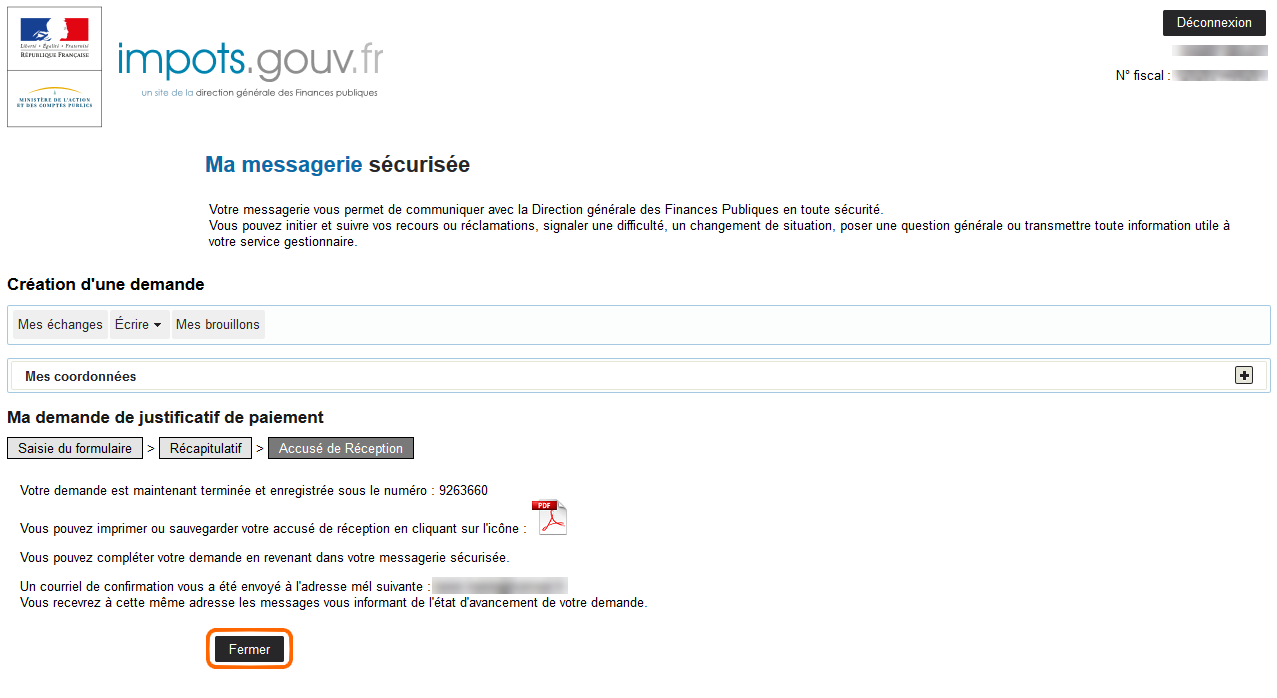 Liberté • Égalité • Fraternité
RÉPUBLIQUE FRANÇAISE
MINISTÈRE DE L'ACTION
ET DES COMPTES PUBLICS
impots.gouv.fr
un site de la direction générale des Finances publiques
Déconnexion
N° fiscal :
Ma messagerie sécurisée
Votre messagerie vous permet de communiquer avec la Direction générale des Finances Publiques en toute sécurité.
Vous pouvez initier et suivre vos recours ou réclamations, signaler une difficulté, un changement de situation, poser une question générale ou transmettre toute information utile à
votre service gestionnaire.
Création d'une demande
Mes échanges Écrire Mes brouillons
Mes coordonnées
Ma demande de justificatif de paiement
Saisie du formulaire > Récapitulatif > Accusé de Réception
Votre demande est maintenant terminée et enregistrée sous le numéro : 9263660
Vous pouvez imprimer ou sauvegarder votre accusé de réception en cliquant sur l'icône : PDF
Vous pouvez compléter votre demande en revenant dans votre messagerie sécurisée.
Un courriel de confirmation vous a été envoyé à l'adresse mél suivante :
Vous recevrez à cette même adresse les messages vous informant de l'état d'avancement de votre demande.
Fermer